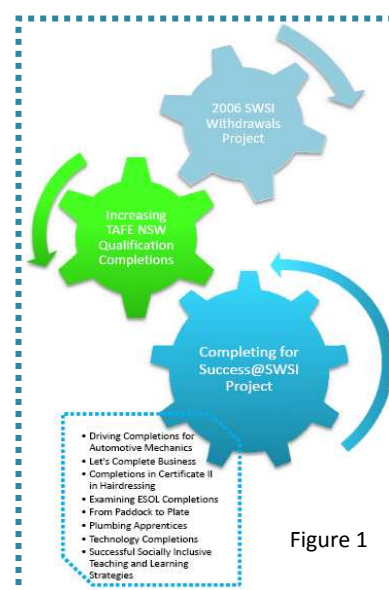 2006 SWSI
Withdrawals
Project
Increasing
TAFE NSW
Qualification
Completions
Completing for
Success@SWSI
Project
• Driving Completions for
Automotive Mechanics
• Let's Complete Business
• Completions in Certificate II
in Hairdressing
• Examining ESOL Completions
• From Paddock to Plate
• Plumbing Apprentices
• Technology Completions
• Successful Socially Inclusive
Teaching and Learning
Strategies
Figure 1